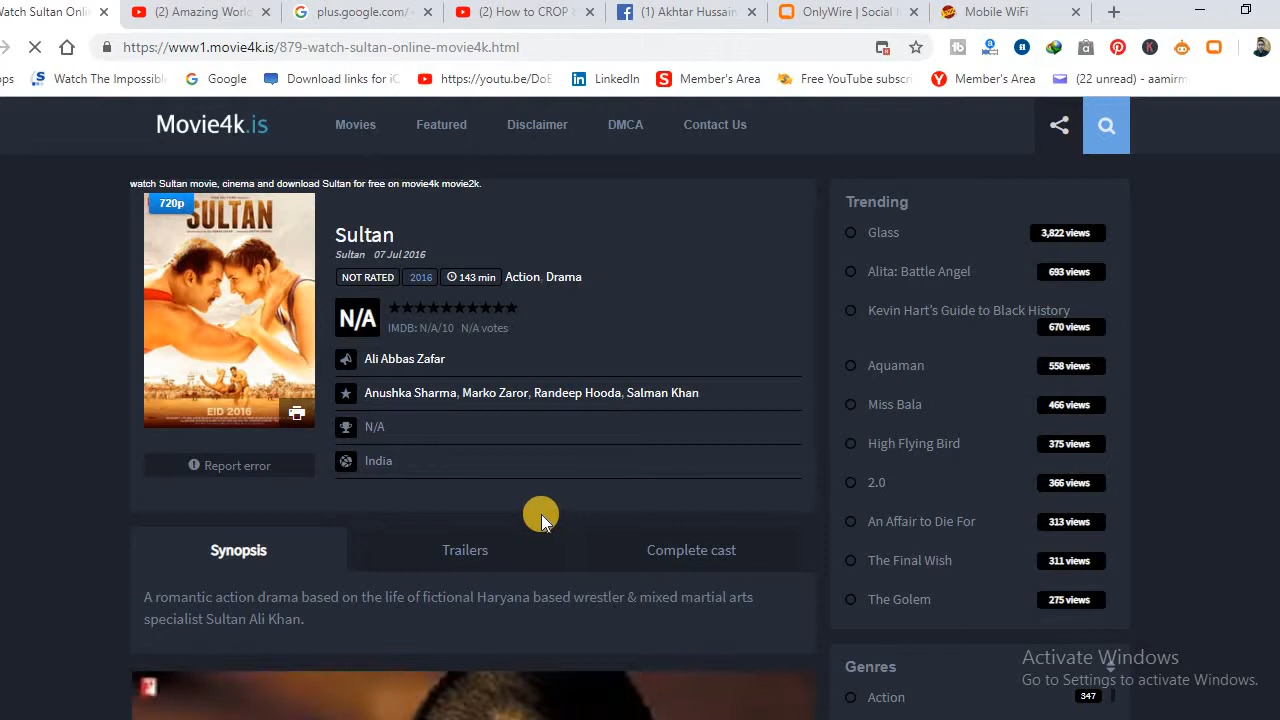 Watch Sultan Onlin
(2) Amazing World
plus.google.com/
(2) How to CROP
(1) Akhtar Hussain
OnlyWire | Social
Mobile WiFi
https://www1.movie4k.is/879-watch-sultan-online-movie4k.html
ops
Watch The Impossibl
Google
Download links for iC
https://youtu.be/DoE
LinkedIn
Member's Area
Free YouTube subscri
Member's Area
(22 unread) - aamirm
Movie4k.is
Movies
Featured
Disclaimer
DMCA
Contact Us
watch Sultan movie, cinema and download Sultan for free on movie4k movie2k.
720p
SULTAN
EID 2016
Report error
Sultan
Sultan 07 Jul 2016
NOT RATED 2016 143 min Action, Drama
N/A
IMDB: N/A/10 N/A votes
Ali Abbas Zafar
Anushka Sharma, Marko Zaror, Randeep Hooda, Salman Khan
N/A
India
Synopsis
Trailers
Complete cast
A romantic action drama based on the life of fictional Haryana based wrestler & mixed martial arts
specialist Sultan Ali Khan.
Trending
Glass 3,822 views
Alita: Battle Angel 693 views
Kevin Hart's Guide to Black History
670 views
Aquaman 558 views
Miss Bala 466 views
High Flying Bird 375 views
2.0 366 views
An Affair to Die For 313 views
The Final Wish 311 views
The Golem 275 views
Genres
Action 347
Activate Windows
Go to Settings to activate Windows.